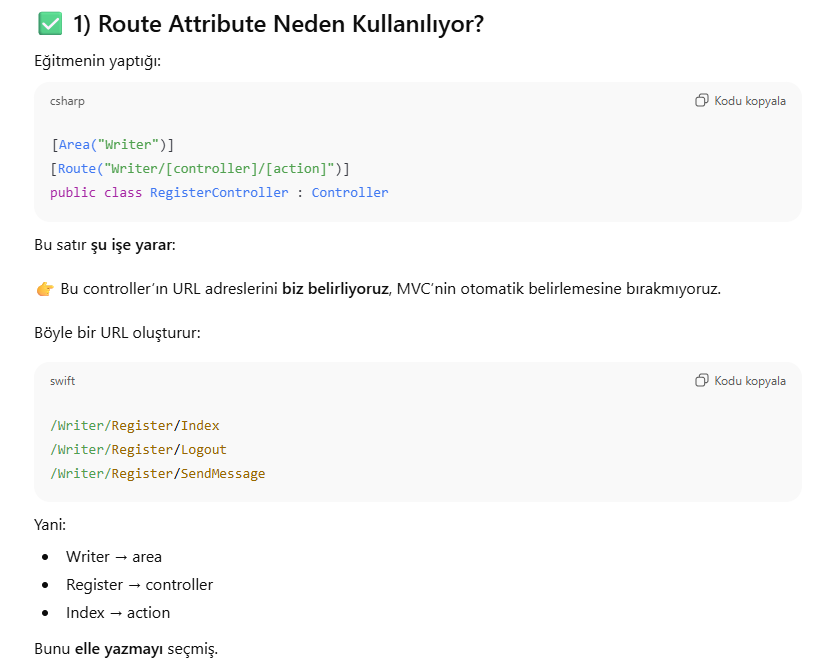 ✅ 1) Route Attribute Neden Kullanılıyor?
Eğitmenin yaptığı:
csharp
Kodu kopyala
[Area("Writer")]
[Route("Writer/[controller]/[action]")]
public class RegisterController : Controller
Bu satır şu işe yarar:
👉 Bu controller’ın URL adreslerini biz belirliyoruz, MVC’nin otomatik belirlemesine bırakmıyoruz.
Böyle bir URL oluşturur:
swift
Kodu kopyala
/Writer/Register/Index
/Writer/Register/Logout
/Writer/Register/SendMessage
Yani:
• Writer → area
• Register → controller
• Index → action
Bunu elle yazmayı seçmiş.